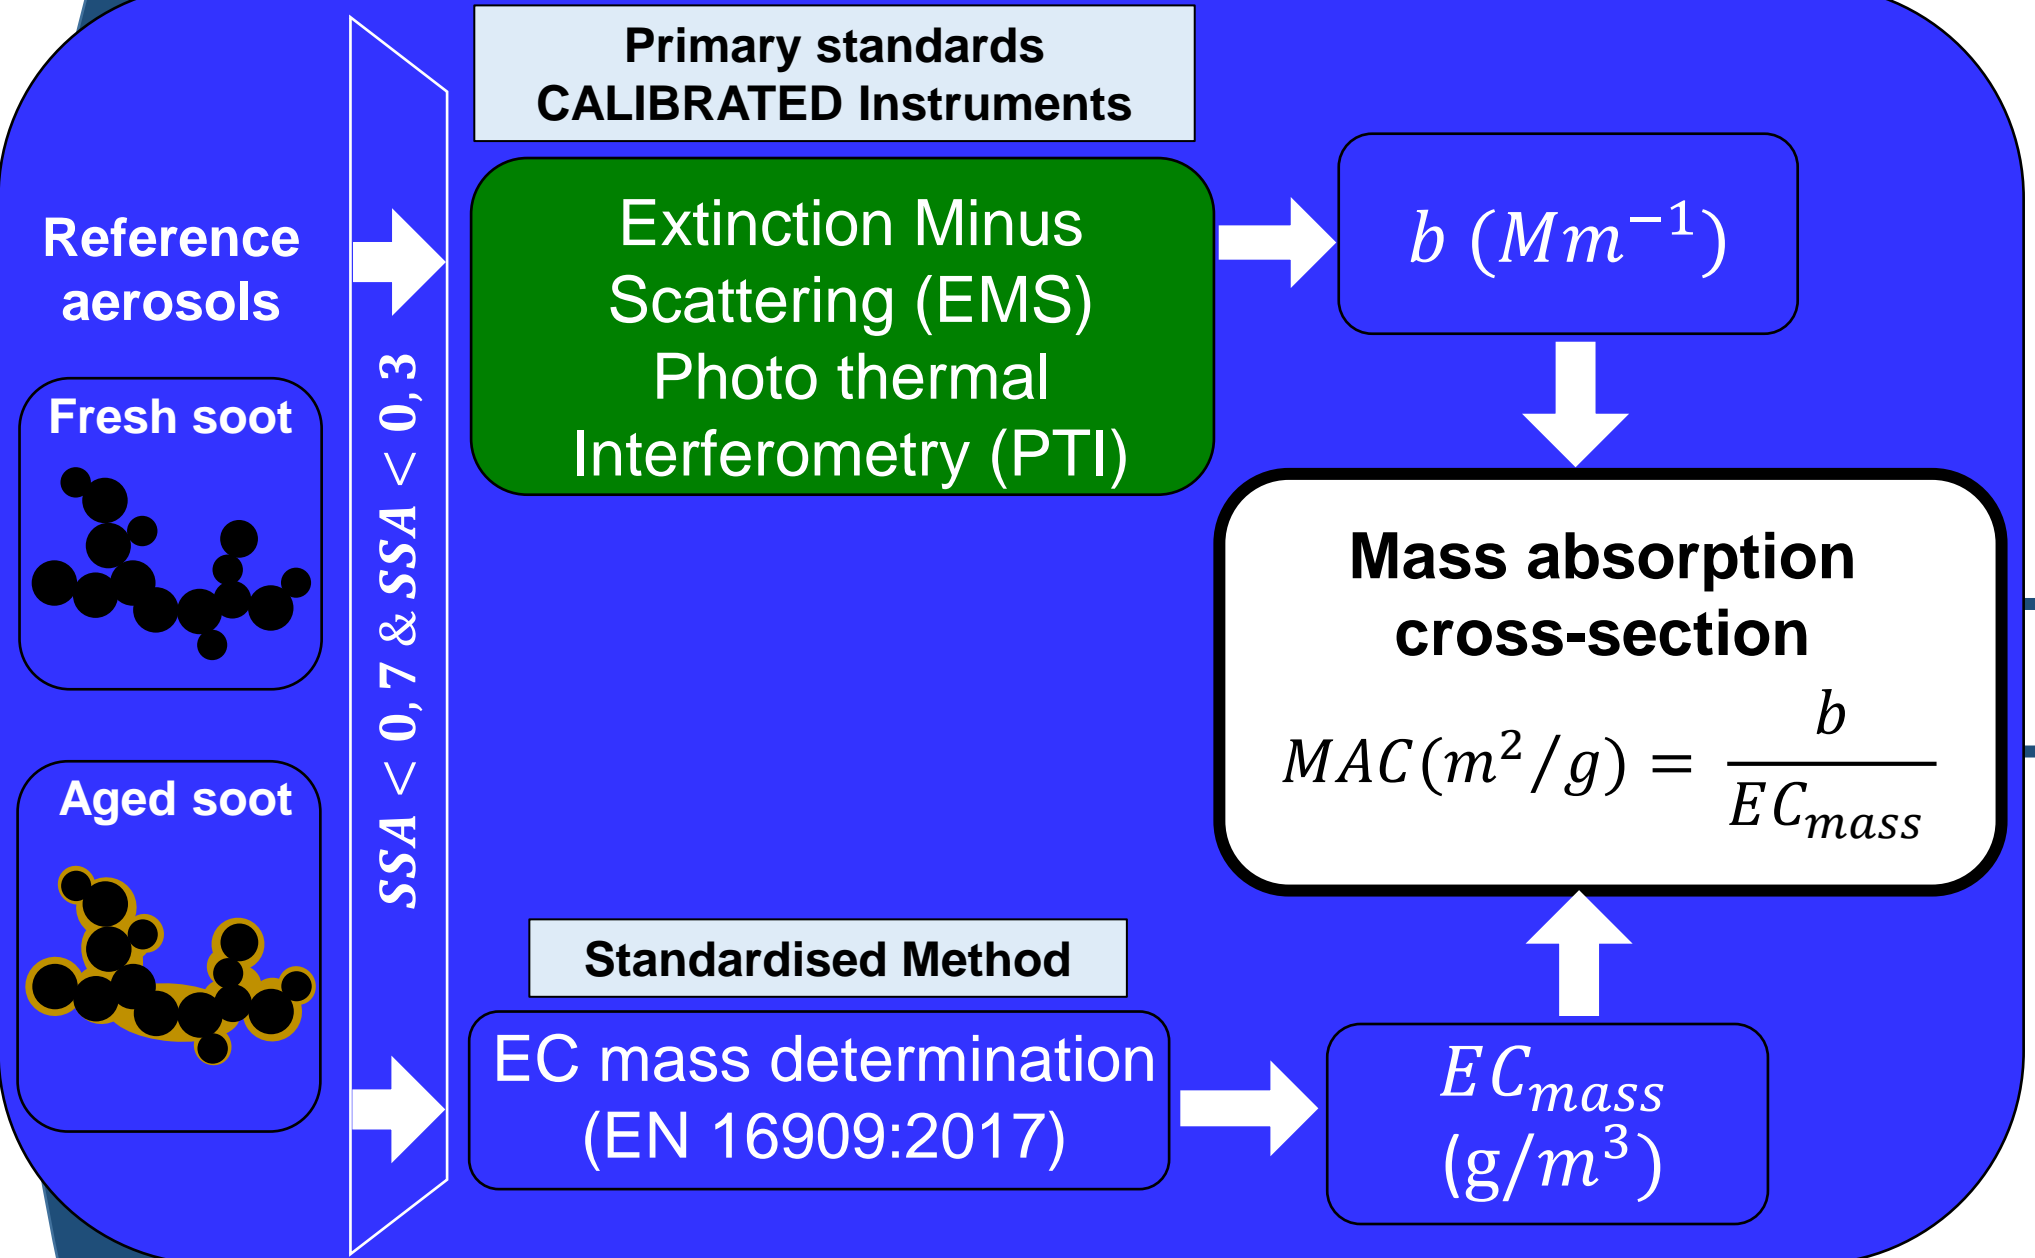 Primary standards
CALIBRATED Instruments
Reference
aerosols
Fresh soot
Aged soot
SSA < 0, 7 & SSA < 0, 3
Extinction Minus
Scattering (EMS)
Photo thermal
Interferometry (PTI)
b (Mm⁻¹)
Mass absorption
cross-section
MAC(m²/g) = b / EC_mass
Standardised Method
EC mass determination
(EN 16909:2017)
EC_mass
(g/m³)